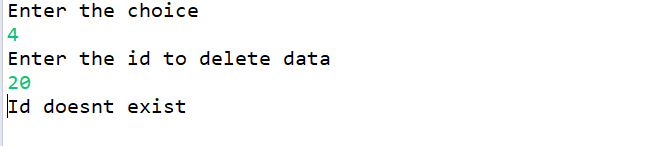 Enter the choice
4
Enter the id to delete data
20
Id doesnt exist